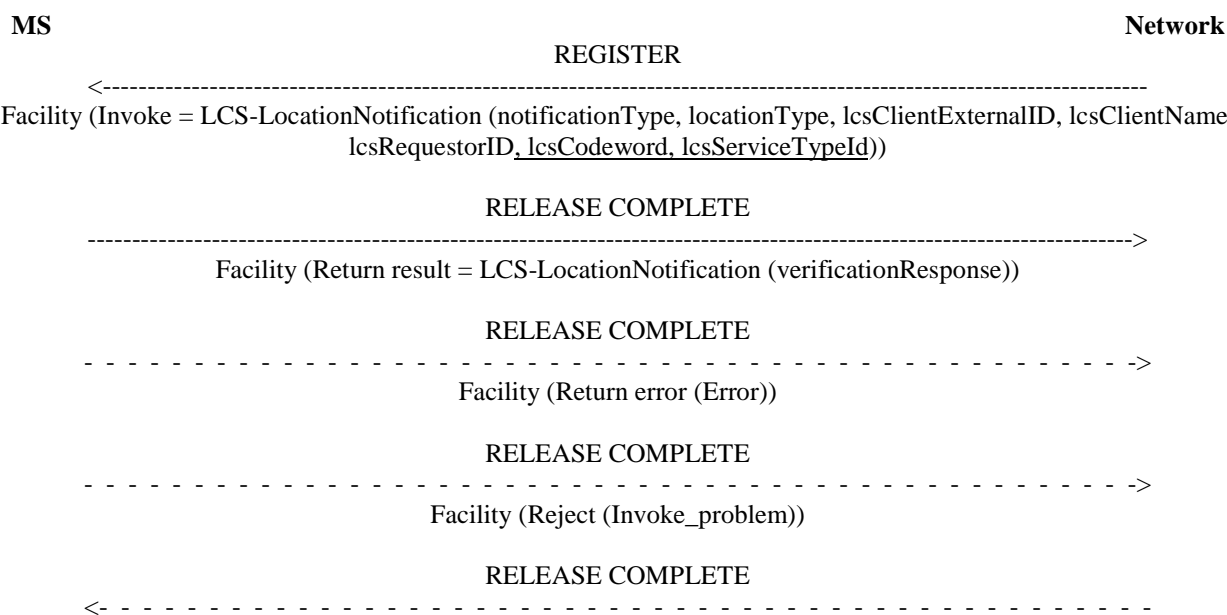 MS Network
REGISTER
<----------------------------------------------------------------------------------------------------------------------
Facility (Invoke = LCS-LocationNotification (notificationType, locationType, lcsClientExternalID, lcsClientName
lcsRequestorID, lcsCodeword, lcsServiceTypeId))
RELEASE COMPLETE
---------------------------------------------------------------------------------------------------------------------->
Facility (Return result = LCS-LocationNotification (verificationResponse))
RELEASE COMPLETE
- - - - - - - - - - - - - - - - - - - - - - - - - - - - - - - - - - - - - - - - - - - - - - - ->
Facility (Return error (Error))
RELEASE COMPLETE
- - - - - - - - - - - - - - - - - - - - - - - - - - - - - - - - - - - - - - - - - - - - - - - ->
Facility (Reject (Invoke_problem))
RELEASE COMPLETE
<- - - - - - - - - - - - - - - - - - - - - - - - - - - - - - - - - - - - - - - - - - - - - - - -